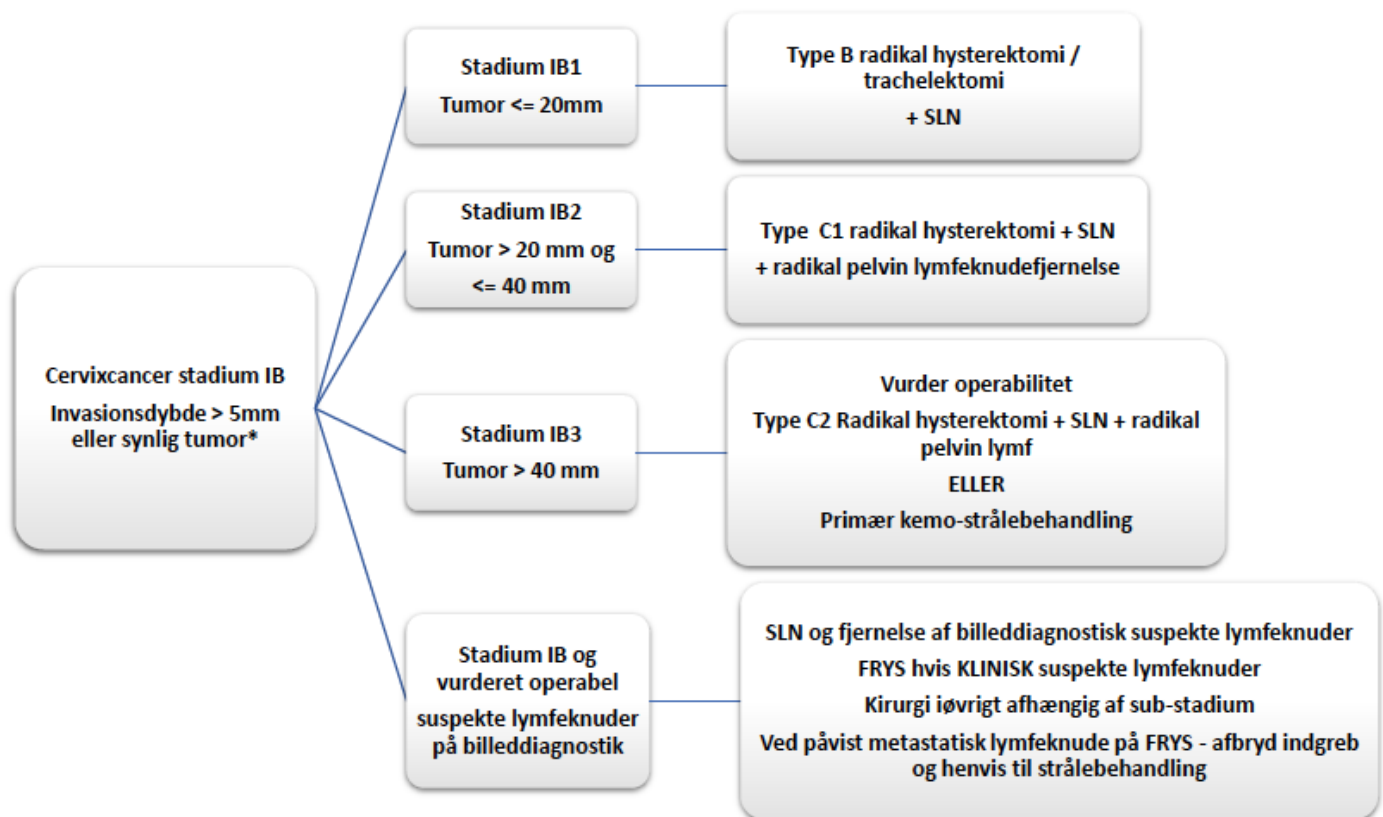 Cervixcancer stadium IB
Invasionsdybde > 5mm
eller synlig tumor*
Stadium IB1
Tumor <= 20mm
Type B radikal hysterektomi /
trachelektomi
+ SLN
Stadium IB2
Tumor > 20 mm og
<= 40 mm
Type C1 radikal hysterektomi + SLN
+ radikal pelvin lymfeknudefjernelse
Stadium IB3
Tumor > 40 mm
Vurder operabilitet
Type C2 Radikal hysterektomi + SLN + radikal
pelvin lymf
ELLER
Primær kemo-strålebehandling
Stadium IB og
vurderet operabel
suspekte lymfeknuder
på billeddiagnostik
SLN og fjernelse af billeddiagnostisk suspekte lymfeknuder
FRYS hvis KLINISK suspekte lymfeknuder
Kirurgi iøvrigt afhængig af sub-stadium
Ved påvist metastatisk lymfeknude på FRYS - afbryd indgreb
og henvis til strålebehandling